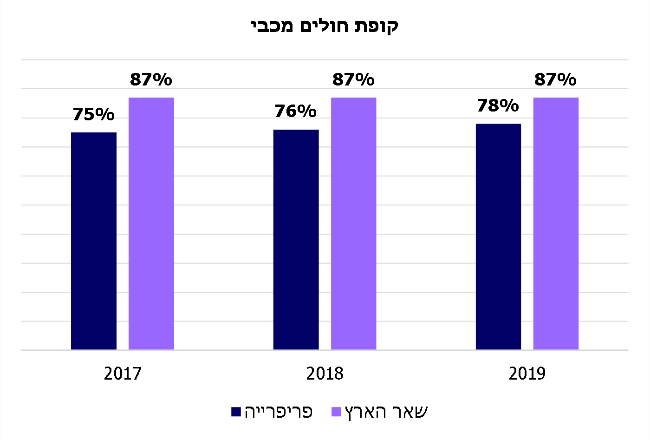 קופת חולים מכבי
75% 87% 76% 87% 78% 87%
2017 2018 2019
פריפרייה שאר הארץ